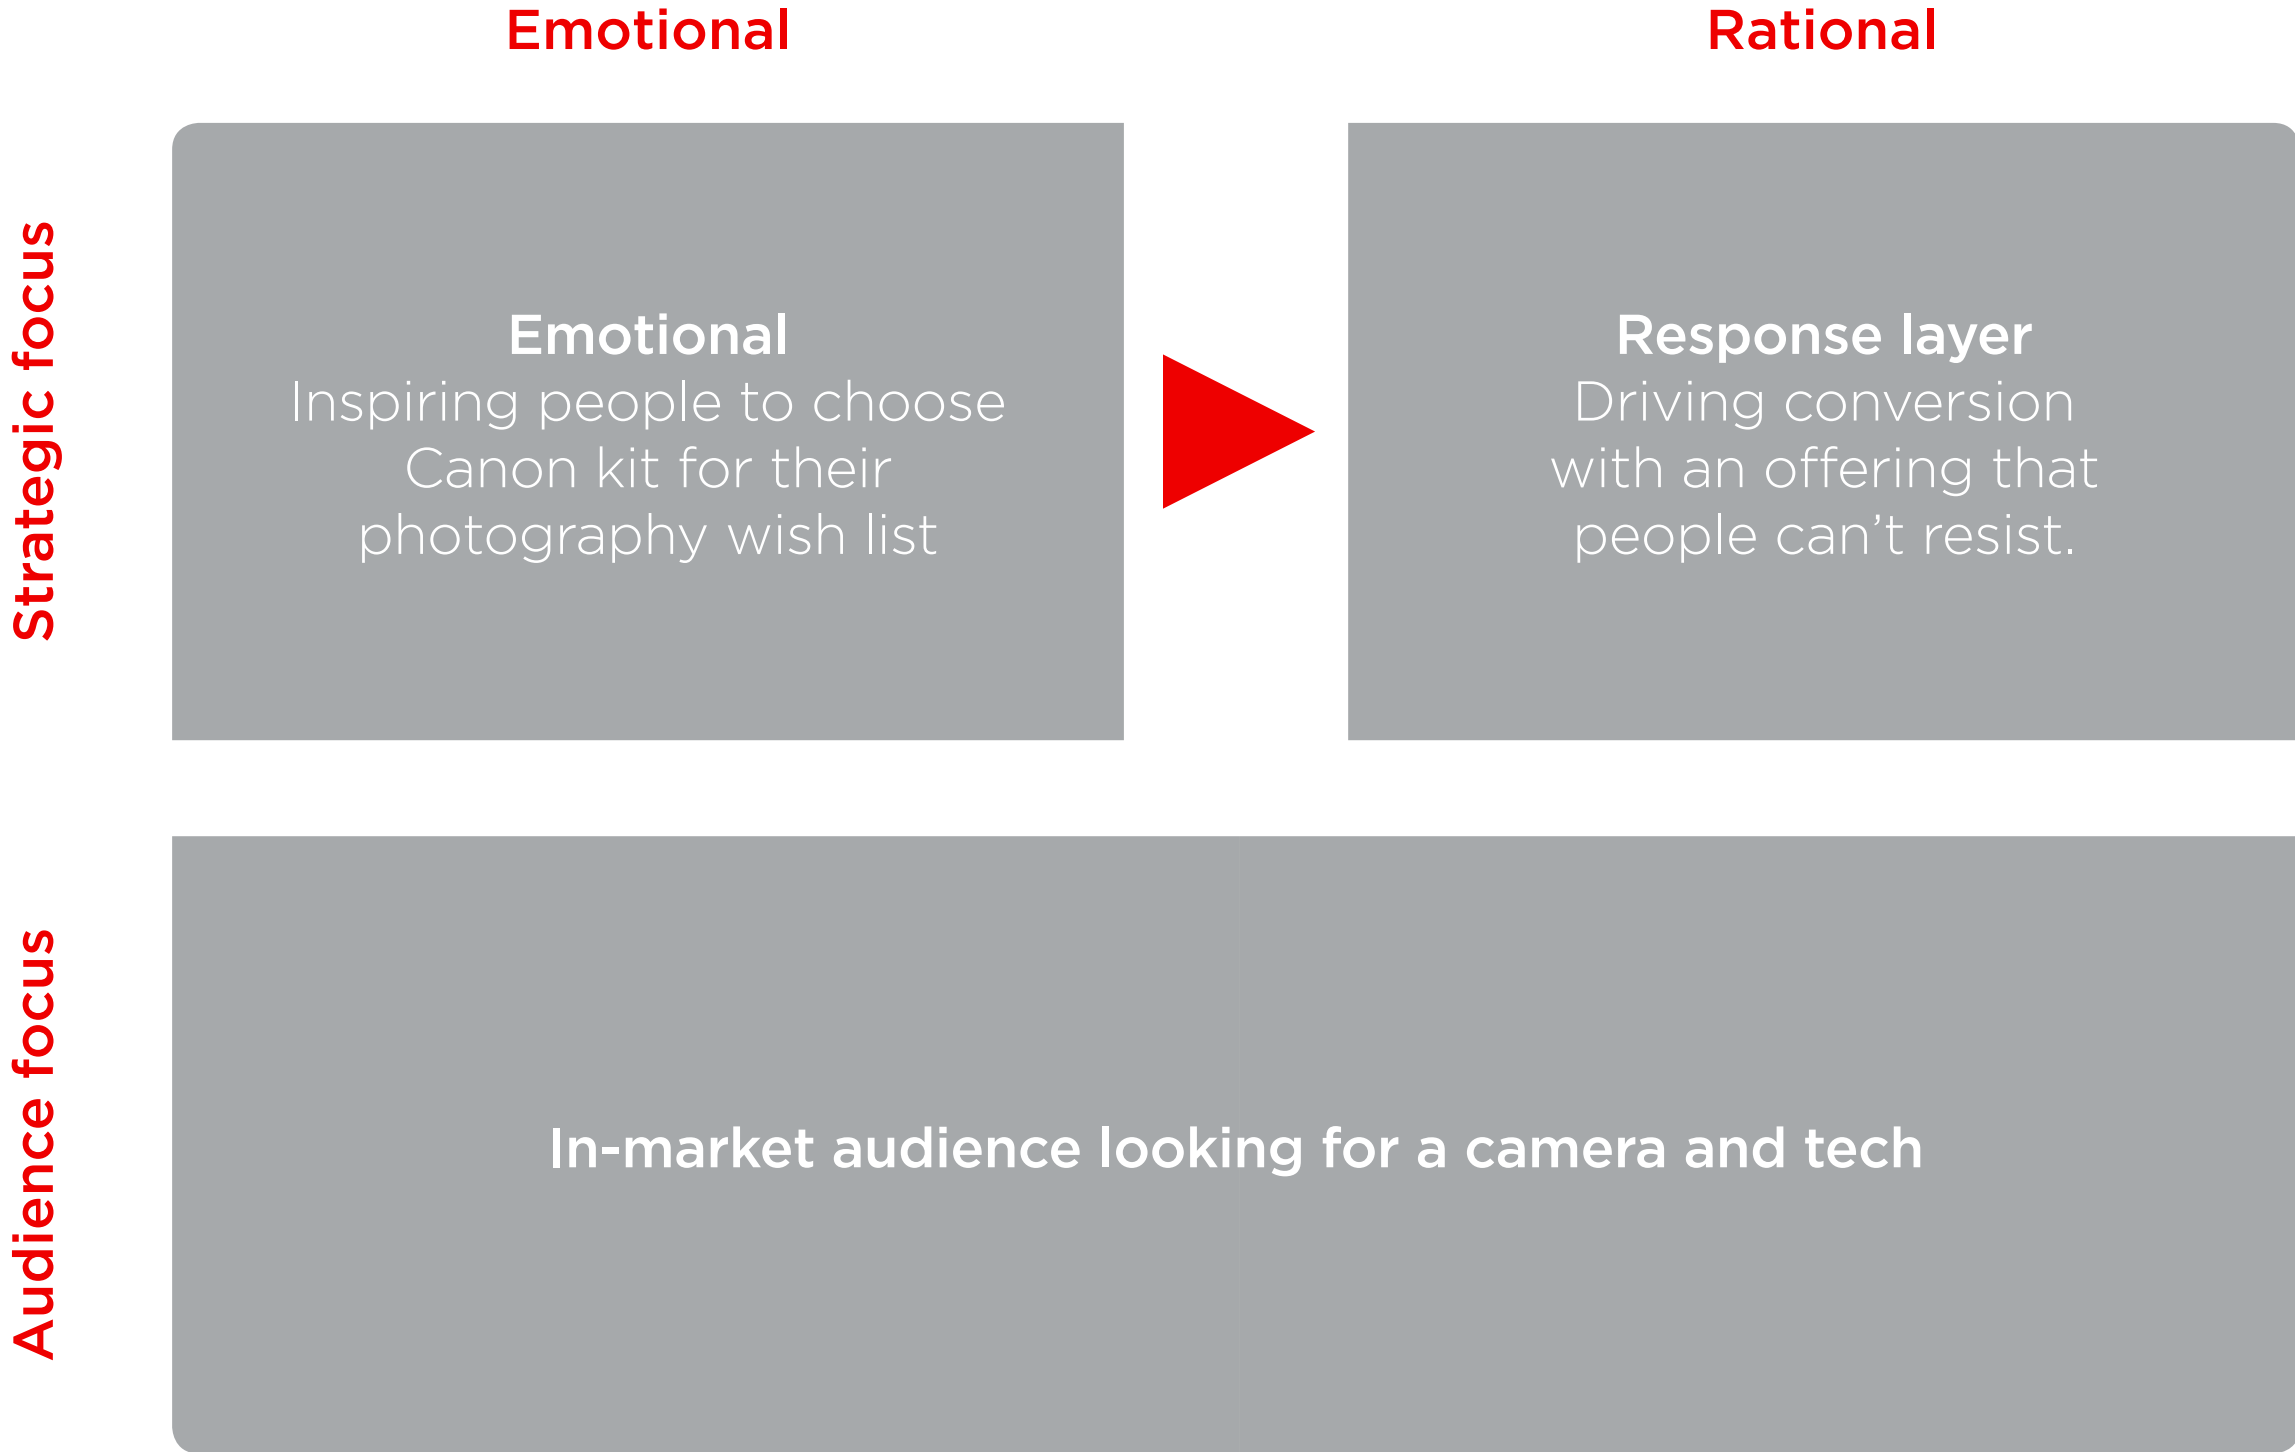 Emotional
Rational
Strategic focus
Emotional
Inspiring people to choose
Canon kit for their
photography wish list
Response layer
Driving conversion
with an offering that
people can’t resist.
Audience focus
In-market audience looking for a camera and tech